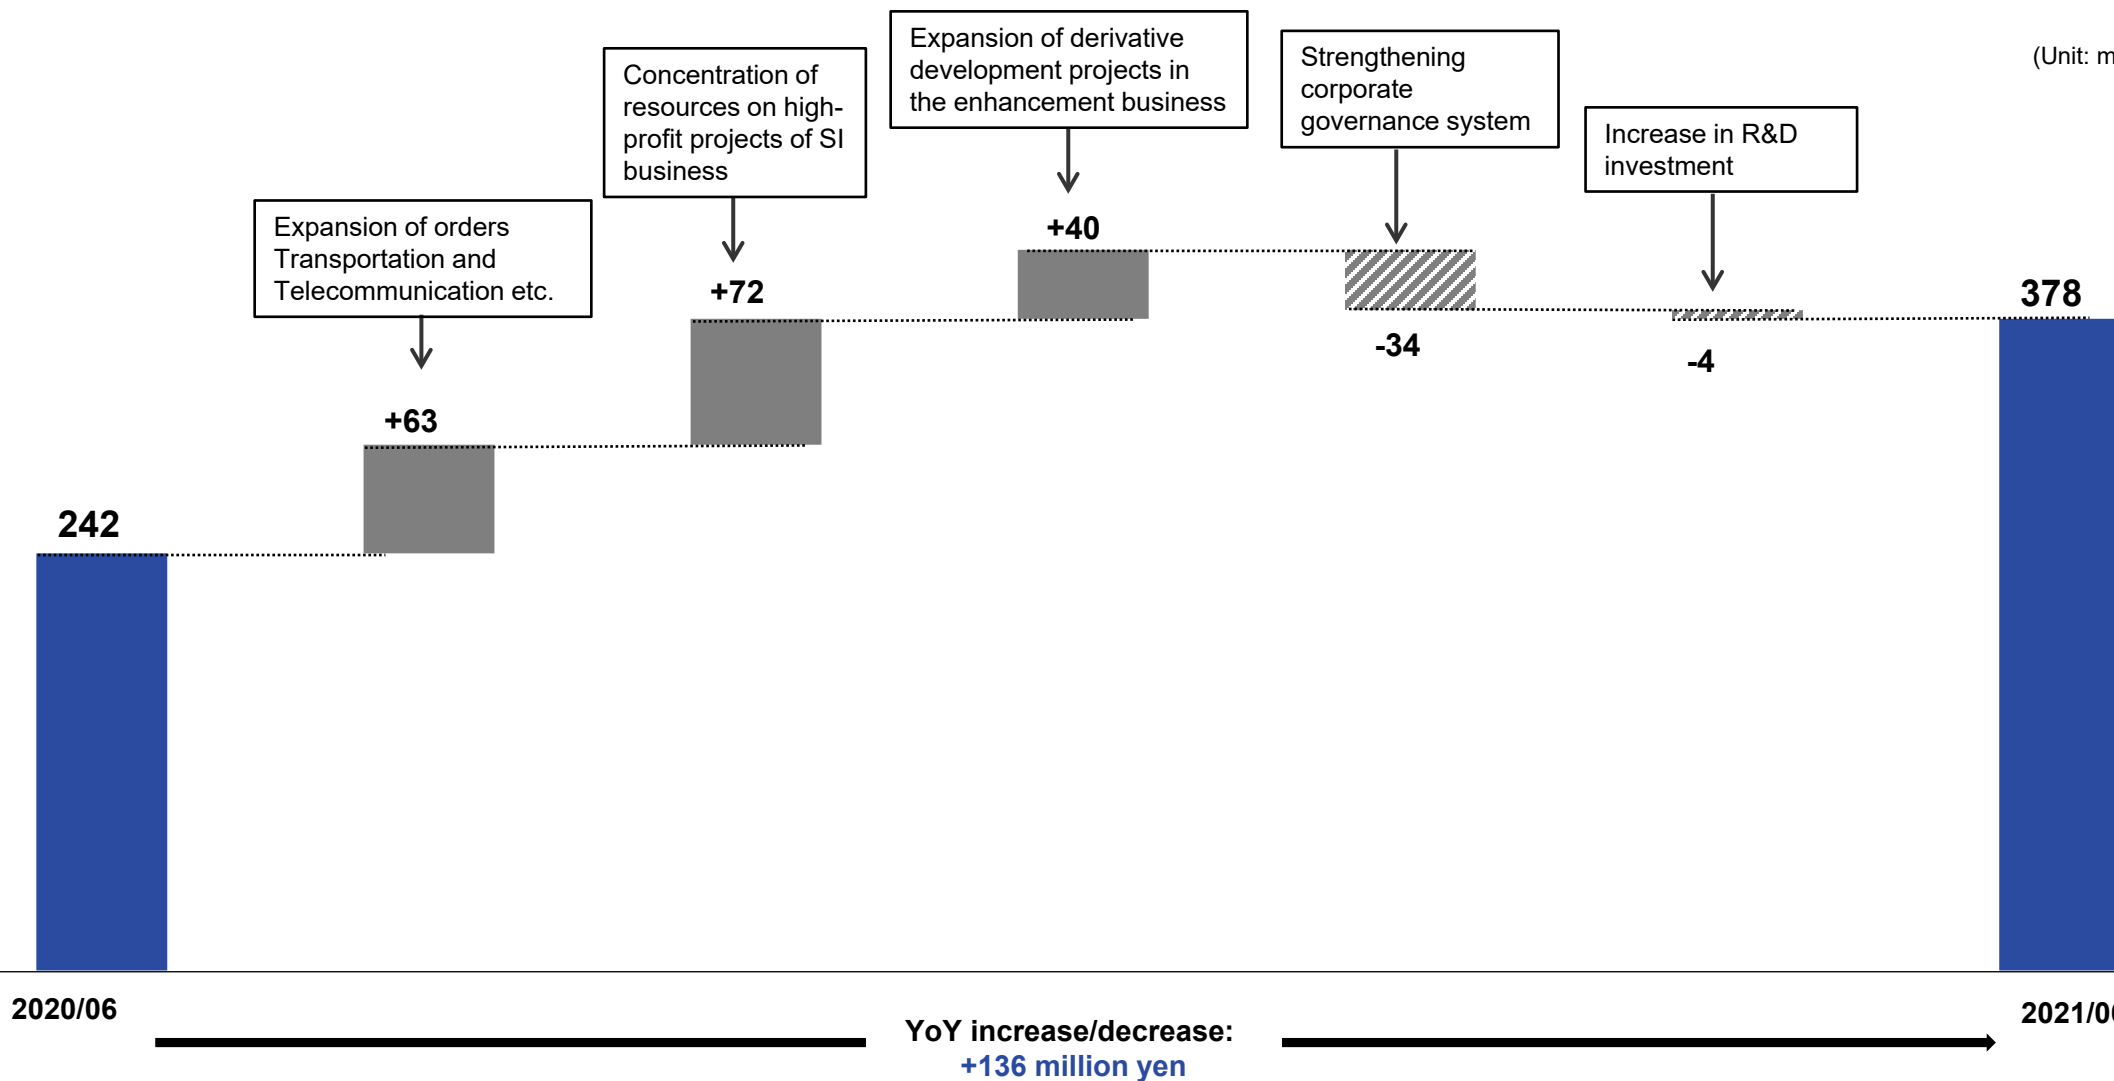 (Unit: m
Expansion of derivative
development projects in
the enhancement business
Strengthening
corporate
governance system
Concentration of
resources on high-
profit projects of SI
business
Increase in R&D
investment
Expansion of orders
Transportation and
Telecommunication etc.
+40
+72
378
-34
-4
+63
242
2020/06
2021/0
YoY increase/decrease:
+136 million yen